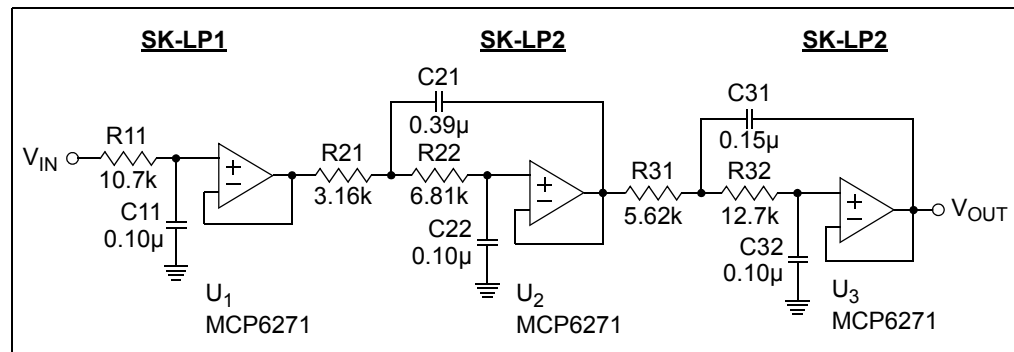 SK-LP1 SK-LP2 SK-LP2
C21
0.39µ
C31
0.15µ
VIN
R11
10.7k
C11
0.10µ
+
−
R21
3.16k
R22
6.81k
C22
0.10µ
+
−
R31
5.62k
R32
12.7k
C32
0.10µ
+
−
VOUT
U1
MCP6271
U2
MCP6271
U3
MCP6271